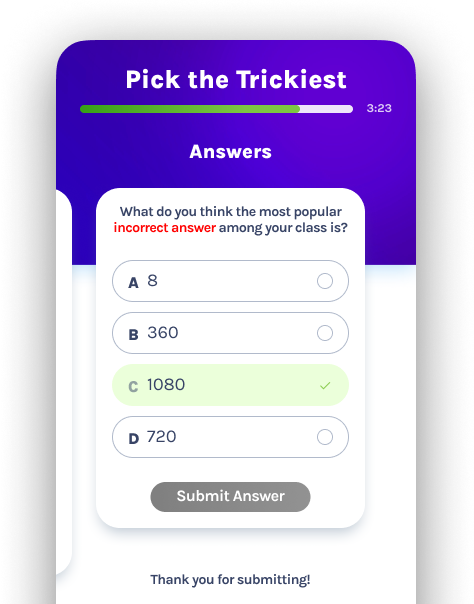 Pick the Trickiest
3:23
Answers
What do you think the most popular
incorrect answer among your class is?
A 8
B 360
C 1080
D 720
Submit Answer
Thank you for submitting!